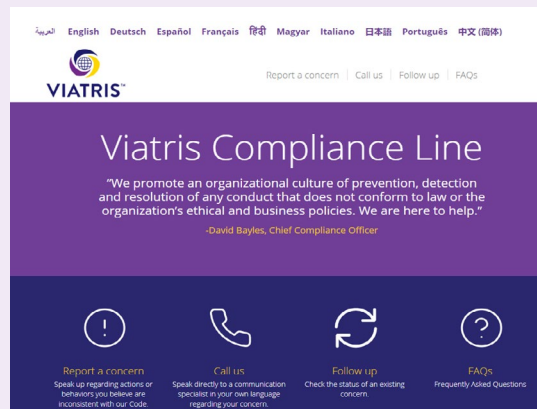 العربية English Deutsch Español Français हिंदी Magyar Italiano 日本語 Português 中文 (简体)
VIATRIS™
Report a concern | Call us | Follow up | FAQs
Viatris Compliance Line
“We promote an organizational culture of prevention, detection
and resolution of any conduct that does not conform to law or the
organization’s ethical and business policies. We are here to help.”
-David Bayles, Chief Compliance Officer
Report a concern
Speak up regarding actions or
behaviors you believe are
inconsistent with our Code.
Call us
Speak directly to a communication
specialist in your own language
regarding your concern.
Follow up
Check the status of an existing
concern.
FAQs
Frequently Asked Questions